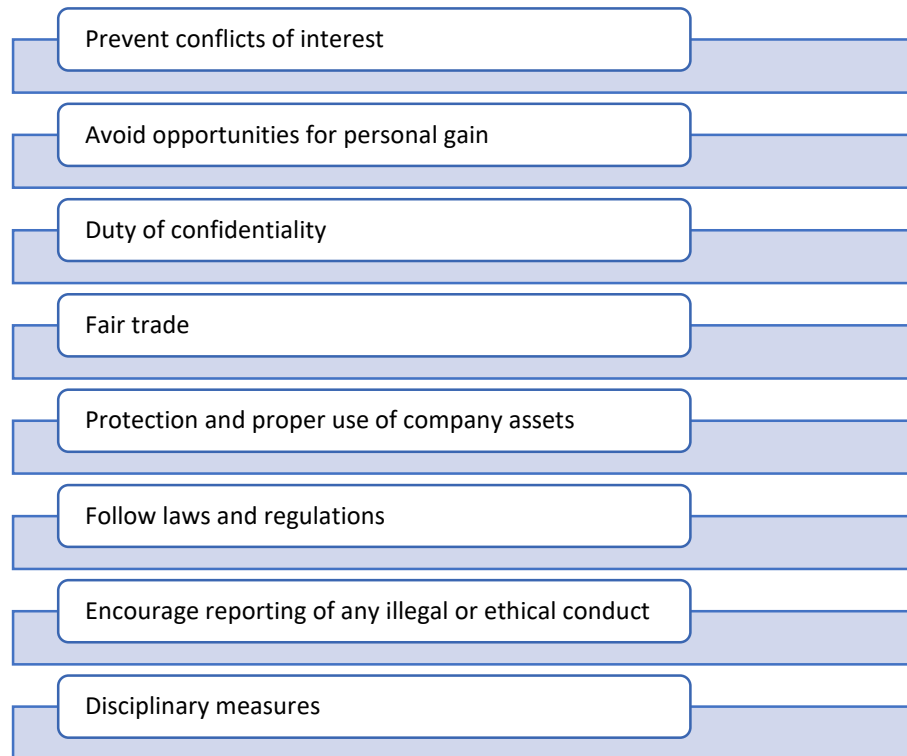 Prevent conflicts of interest
Avoid opportunities for personal gain
Duty of confidentiality
Fair trade
Protection and proper use of company assets
Follow laws and regulations
Encourage reporting of any illegal or ethical conduct
Disciplinary measures